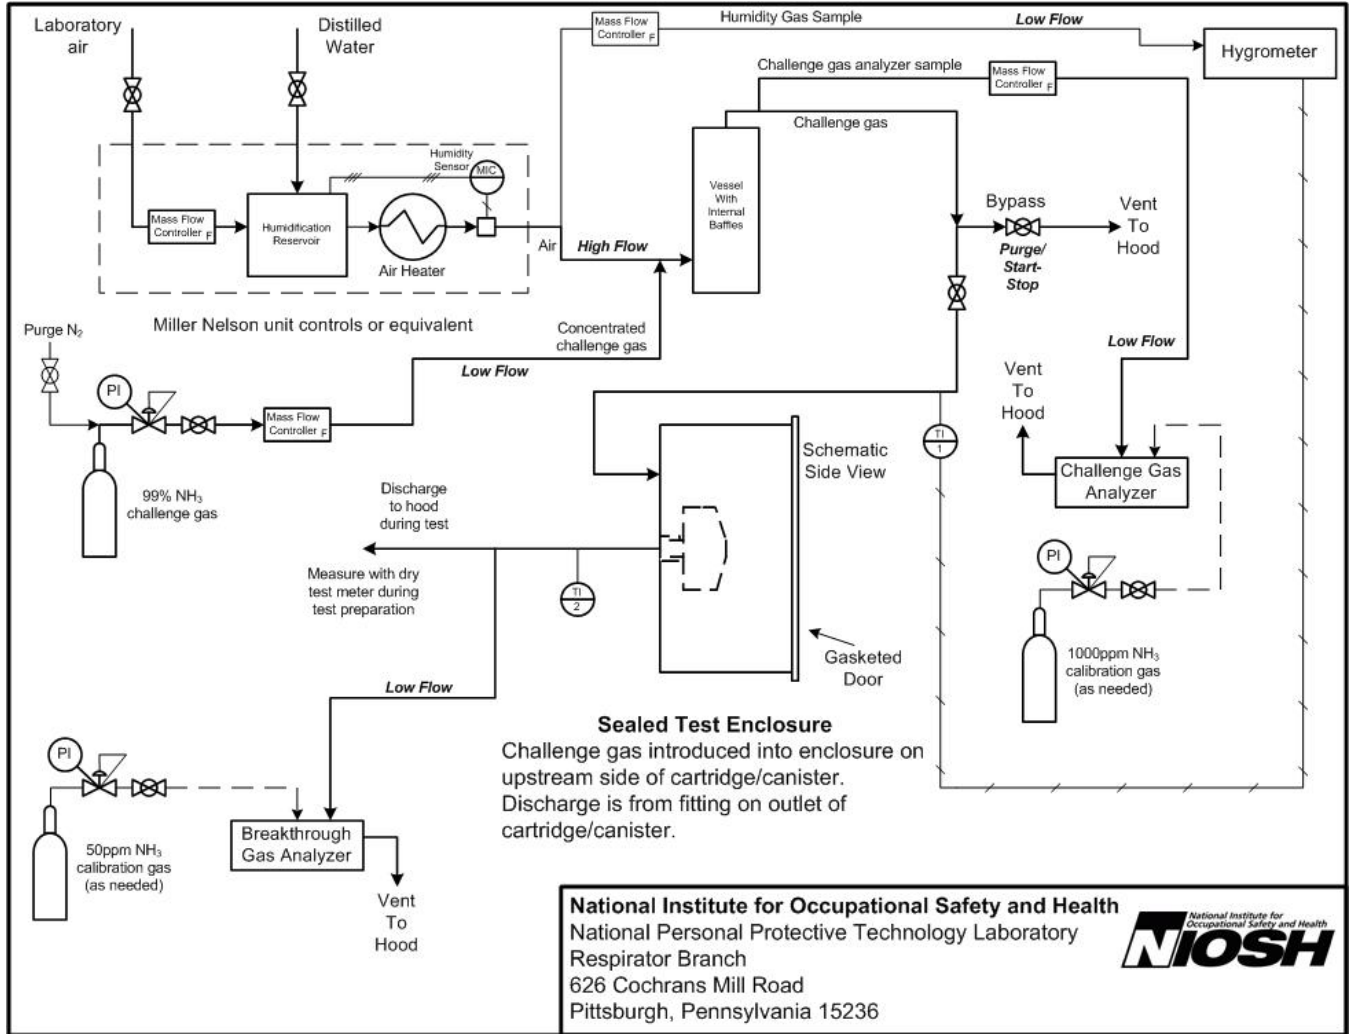 Laboratory
air
Distilled
Water
Mass Flow
Controller F
Humidity Gas Sample
Low Flow
Hygrometer
Challenge gas analyzer sample
Mass Flow
Controller F
Challenge gas
Humidity
Sensor
MIC
Mass Flow
Controller F
Humidification
Reservoir
Air Heater
Air
High Flow
Vessel
With
Internal
Baffles
Bypass
Purge/
Start-
Stop
Vent
To
Hood
Miller Nelson unit controls or equivalent
Purge N₂
PI
Concentrated
challenge gas
Low Flow
Mass Flow
Controller F
99% NH₃
challenge gas
Low Flow
Vent
To
Hood
TI
1
Challenge Gas
Analyzer
Schematic
Side View
Discharge
to hood
during test
Measure with dry
test meter during
test preparation
TI
2
PI
1000ppm NH₃
calibration gas
(as needed)
Gasketed
Door
Low Flow
PI
50ppm NH₃
calibration gas
(as needed)
Breakthrough
Gas Analyzer
Vent
To
Hood
Sealed Test Enclosure
Challenge gas introduced into enclosure on
upstream side of cartridge/canister.
Discharge is from fitting on outlet of
cartridge/canister.
National Institute for Occupational Safety and Health
National Personal Protective Technology Laboratory
Respirator Branch
626 Cochrans Mill Road
Pittsburgh, Pennsylvania 15236
National Institute for
Occupational Safety and Health
NIOSH